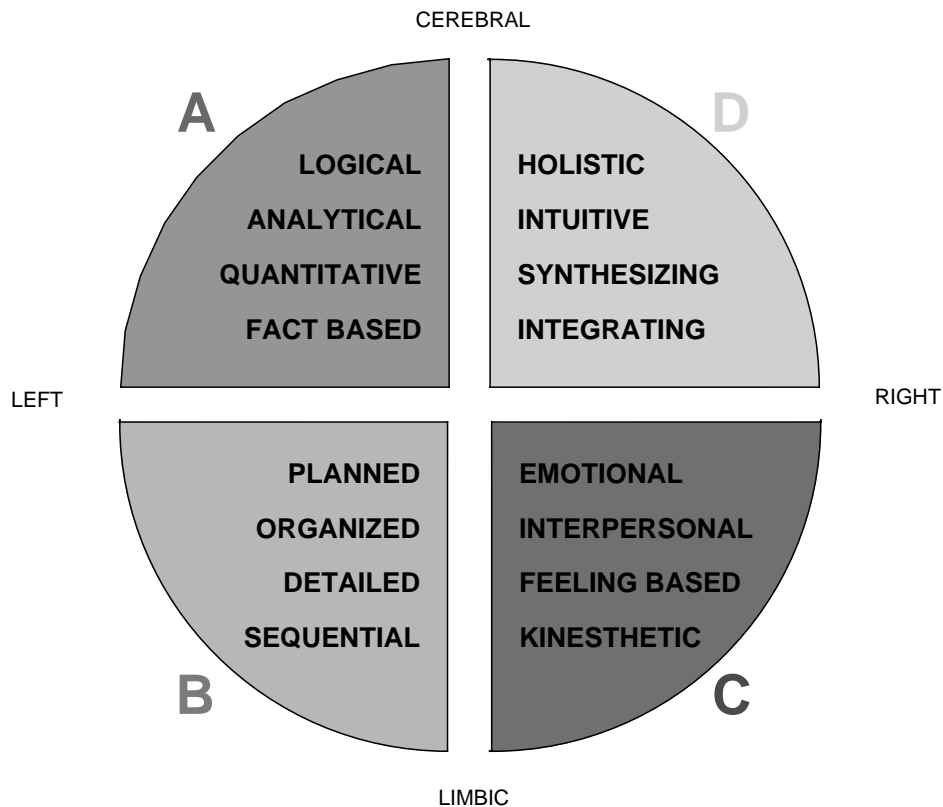 CEREBRAL
A
D
LOGICAL
ANALYTICAL
QUANTITATIVE
FACT BASED
HOLISTIC
INTUITIVE
SYNTHESIZING
INTEGRATING
LEFT
RIGHT
PLANNED
ORGANIZED
DETAILED
SEQUENTIAL
EMOTIONAL
INTERPERSONAL
FEELING BASED
KINESTHETIC
B
C
LIMBIC